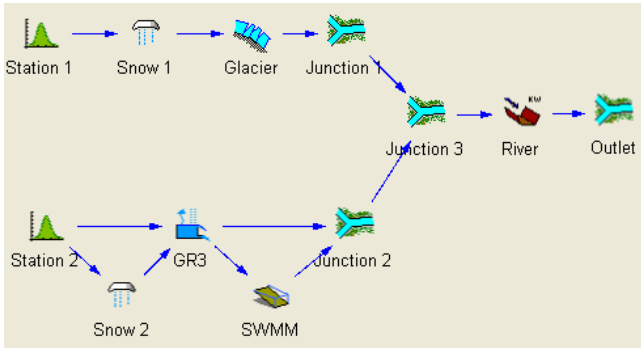 Station 1
Snow 1
Glacier
Junction 1
KW
Junction 3
River
Outlet
Station 2
GR3
Junction 2
Snow 2
SWMM